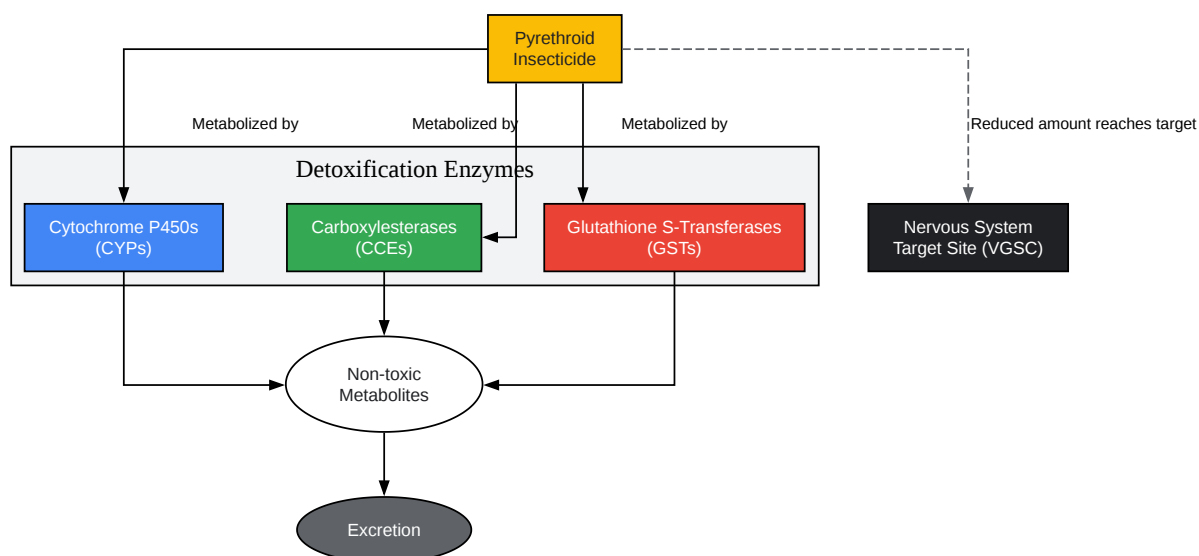 Pyrethroid
Insecticide
Metabolized by
Metabolized by
Metabolized by
Reduced amount reaches target
Detoxification Enzymes
Cytochrome P450s
(CYPs)
Carboxylesterases
(CCEs)
Glutathione S-Transferases
(GSTs)
Nervous System
Target Site (VGSC)
Non-toxic
Metabolites
Excretion